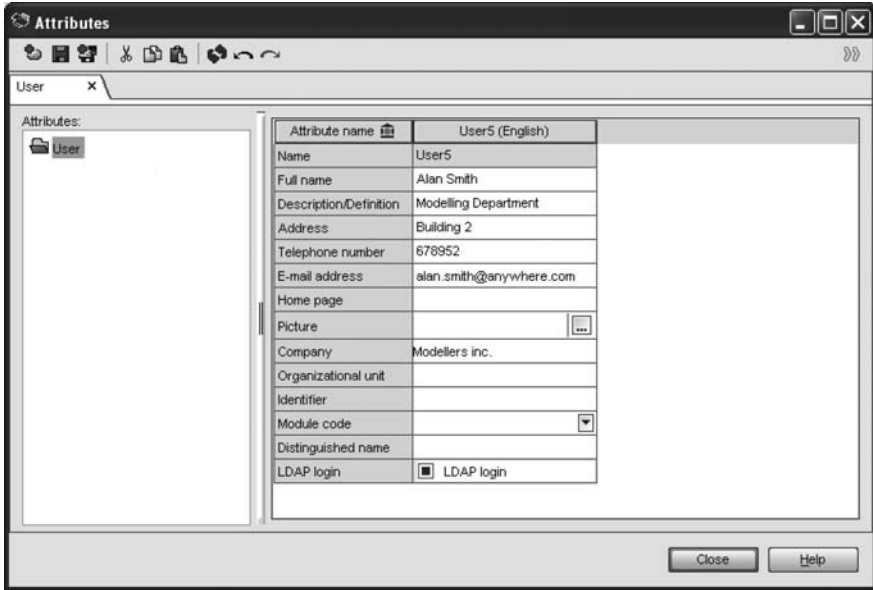 Attributes
User x
Attributes:
User
Attribute name User5 (English)
Name User5
Full name Alan Smith
Description/Definition Modelling Department
Address Building 2
Telephone number 678952
E-mail address alan.smith@anywhere.com
Home page
Picture ...
Company Modellers inc.
Organizational unit
Identifier
Module code
Distinguished name
LDAP login LDAP login
Close Help